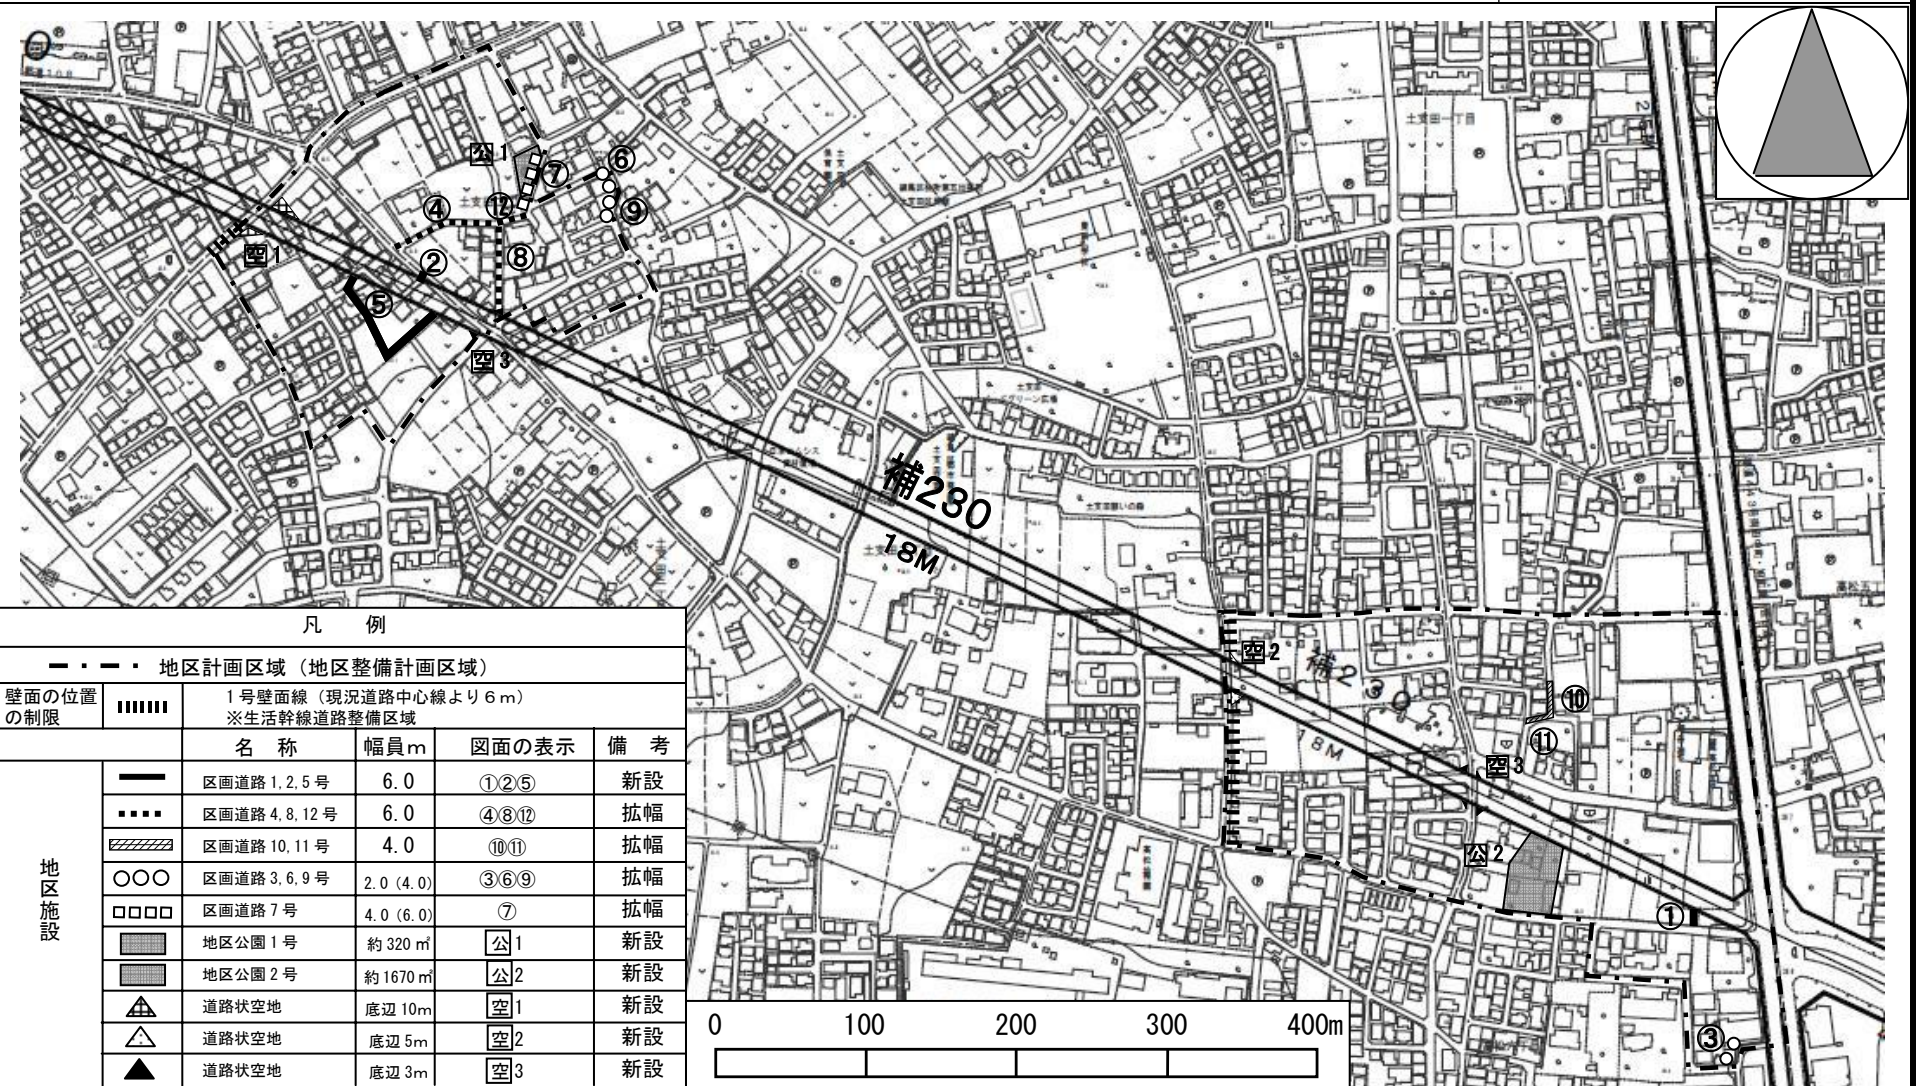 公1
⑦
⑥
④
⑫
⑨
空1
②
⑧
⑤
空3
土支田一丁目
補230
18M
空2
補230
18M
⑩
⑪
空3
公2
①
③
凡 例
地区計画区域（地区整備計画区域）
壁面の位置
の制限
1号壁面線（現況道路中心線より6m）
※生活幹線道路整備区域
名 称 幅員m 図面の表示 備 考
地区施設
区画道路1,2,5号 6.0 ①②⑤ 新設
区画道路4,8,12号 6.0 ④⑧⑫ 拡幅
区画道路10,11号 4.0 ⑩⑪ 拡幅
区画道路3,6,9号 2.0(4.0) ③⑥⑨ 拡幅
区画道路7号 4.0(6.0) ⑦ 拡幅
地区公園1号 約320㎡ 公1 新設
地区公園2号 約1670㎡ 公2 新設
道路状空地 底辺10m 空1 新設
道路状空地 底辺5m 空2 新設
道路状空地 底辺3m 空3 新設
0 100 200 300 400m